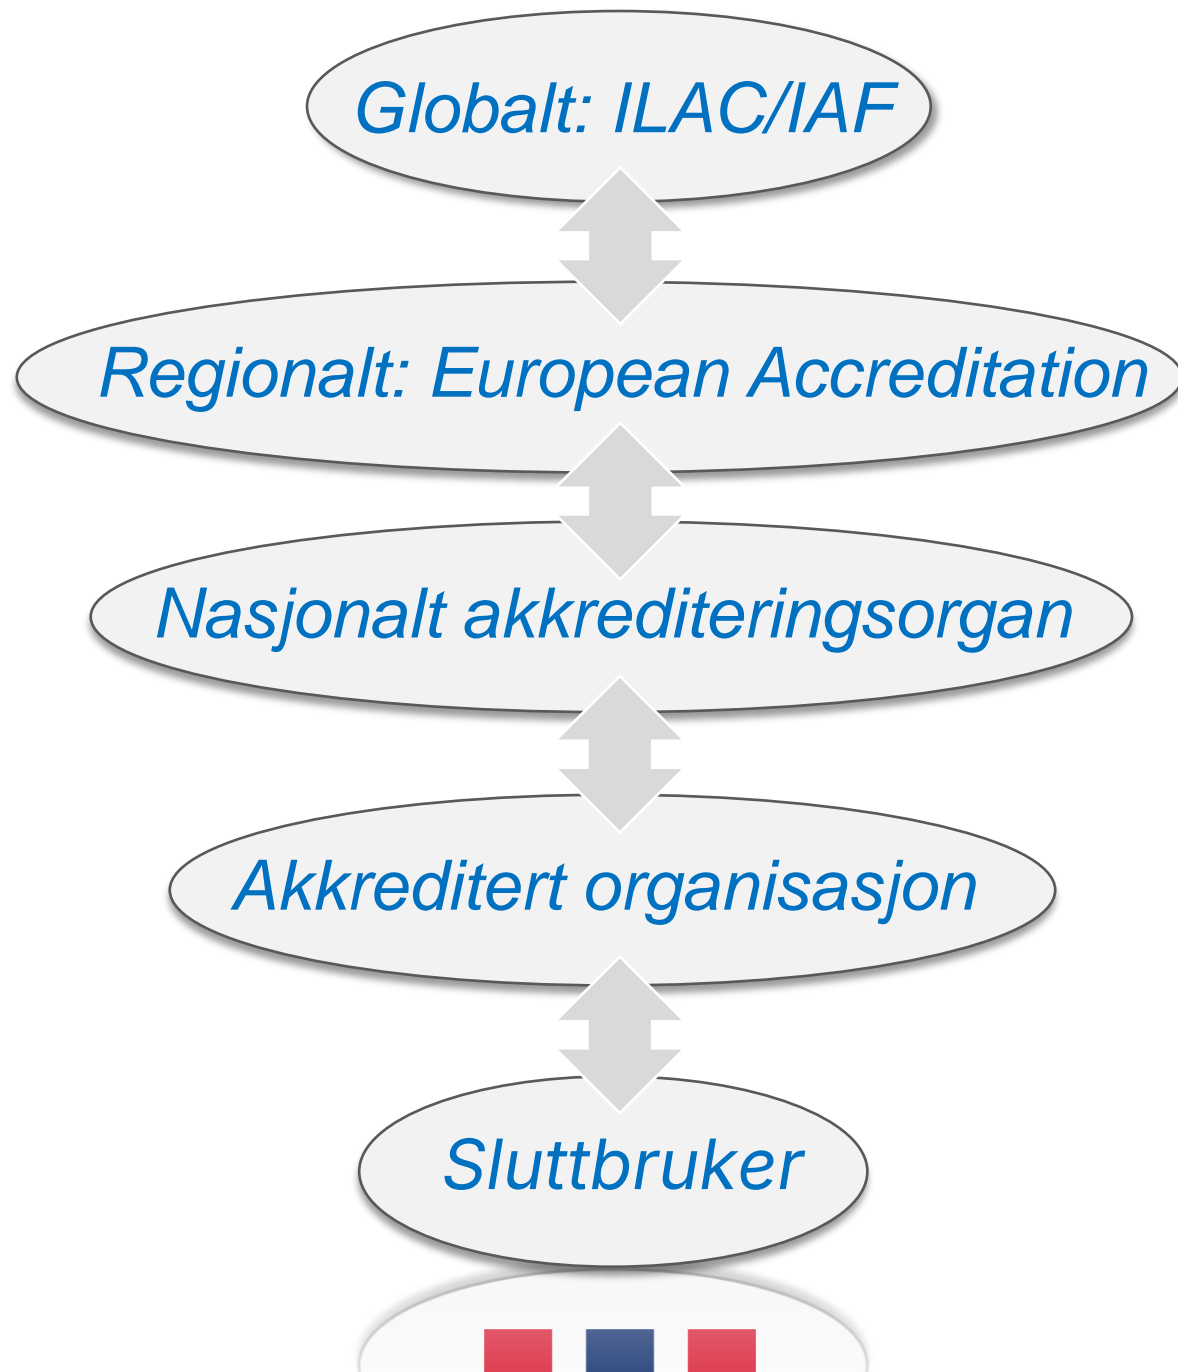 Globalt: ILAC/IAF
Regionalt: European Accreditation
Nasjonalt akkrediteringsorgan
Akkreditert organisasjon
Sluttbruker